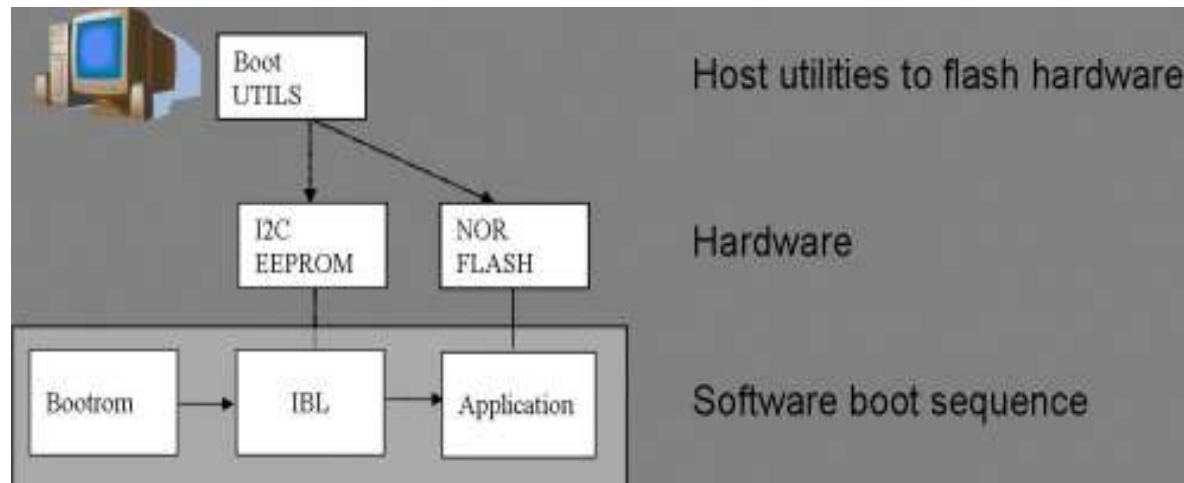 Boot
UTILS
Host utilities to flash hardware
I2C
EEPROM
NOR
FLASH
Hardware
Bootrom
IBL
Application
Software boot sequence